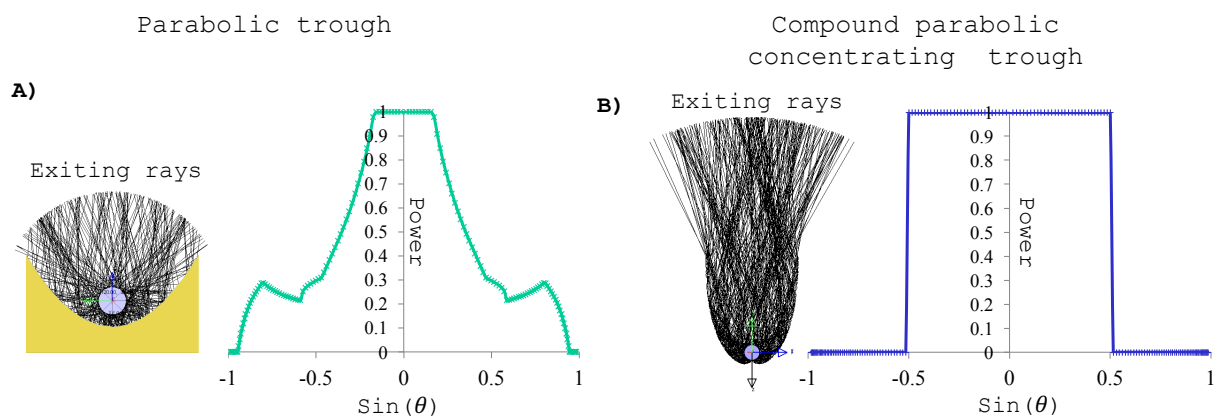 Parabolic trough
Compound parabolic
concentrating trough
A)
Exiting rays
1
0.9
0.8
0.7
0.6
0.5
0.4
0.3
0.2
0.1
0
Power
-1
-0.5
0
0.5
1
Sin(θ)
B)
Exiting rays
1
0.9
0.8
0.7
0.6
0.5
0.4
0.3
0.2
0.1
0
Power
-1
-0.5
0
0.5
1
Sin(θ)